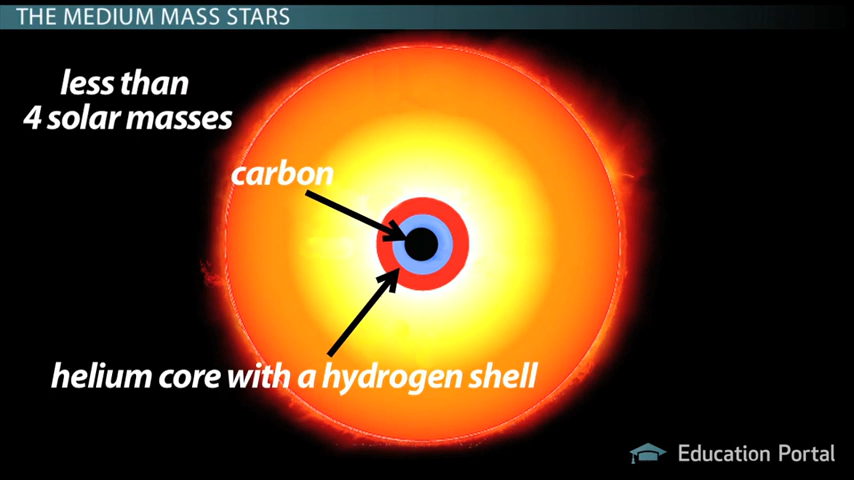 THE MEDIUM MASS STARS
less than
4 solar masses
carbon
helium core with a hydrogen shell
Education Portal